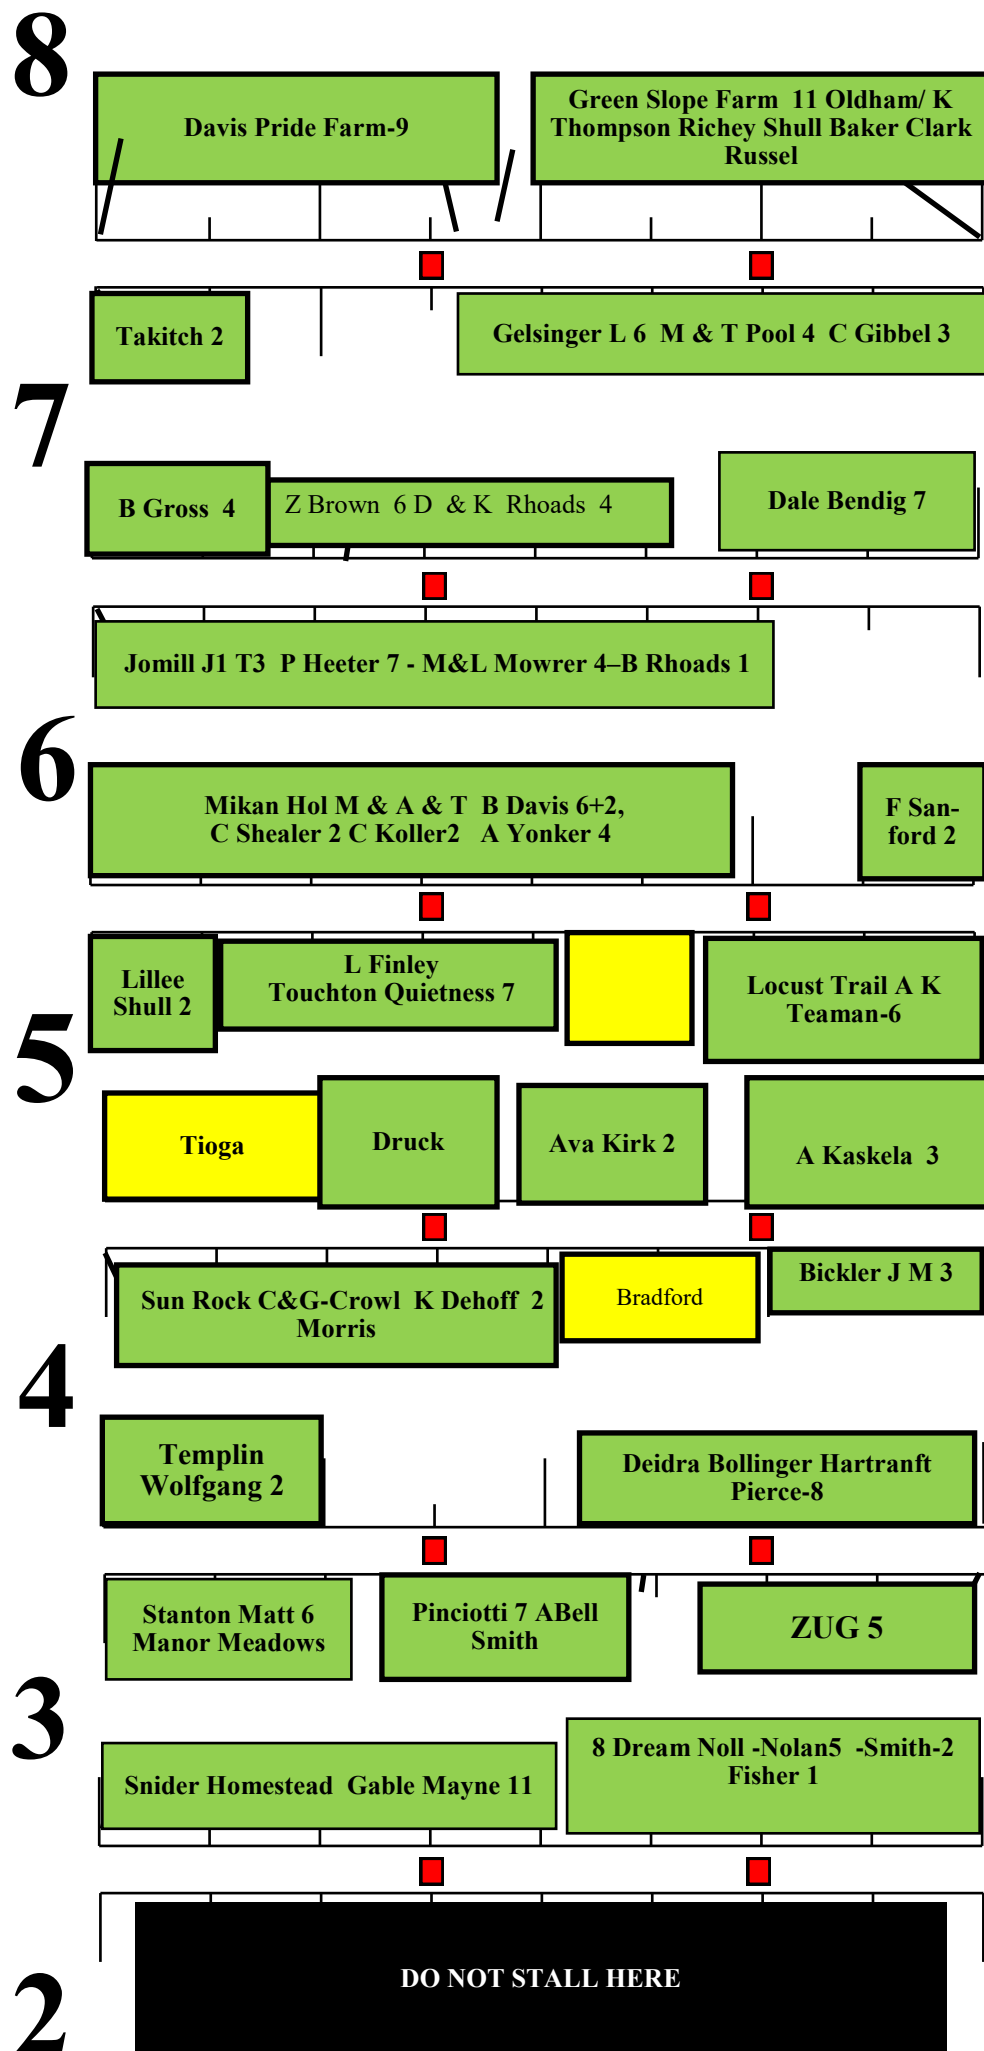 8
Davis Pride Farm-9
Green Slope Farm  11 Oldham/ K
Thompson Richey Shull Baker Clark
Russel
Takitch 2
Gelsinger L 6  M & T Pool 4  C Gibbel 3
7
B Gross  4
Z Brown  6 D  & K  Rhoads  4
Dale Bendig 7
Jomill J1 T3  P Heeter 7 - M&L Mowrer 4–B Rhoads 1
6
Mikan Hol M & A & T  B Davis 6+2,
C Shealer 2 C Koller2   A Yonker 4
F San-
ford 2
Lillee
Shull 2
L Finley
Touchton Quietness 7
Locust Trail A K
Teaman-6
5
Tioga
Druck
Ava Kirk 2
A Kaskela  3
Sun Rock C&G-Crowl  K Dehoff  2
Morris
Bradford
Bickler J M 3
4
Templin
Wolfgang 2
Deidra Bollinger Hartranft
Pierce-8
Stanton Matt 6
Manor Meadows
Pinciotti 7 ABell
Smith
ZUG 5
3
Snider Homestead  Gable Mayne 11
8 Dream Noll -Nolan5  -Smith-2
Fisher 1
DO NOT STALL HERE
2